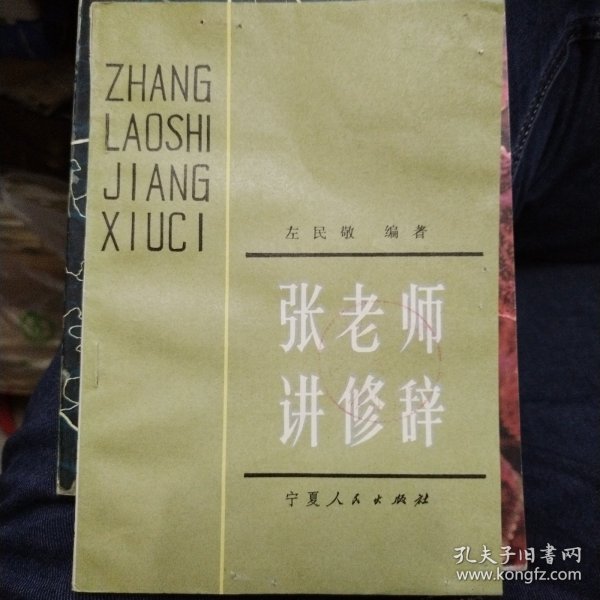 ZHANG
LAOSHI
JIANG
XIUCI
左民敬 编著
张老师
讲修辞
宁夏人民出版社
孔夫子旧书网
www.kongfz.com